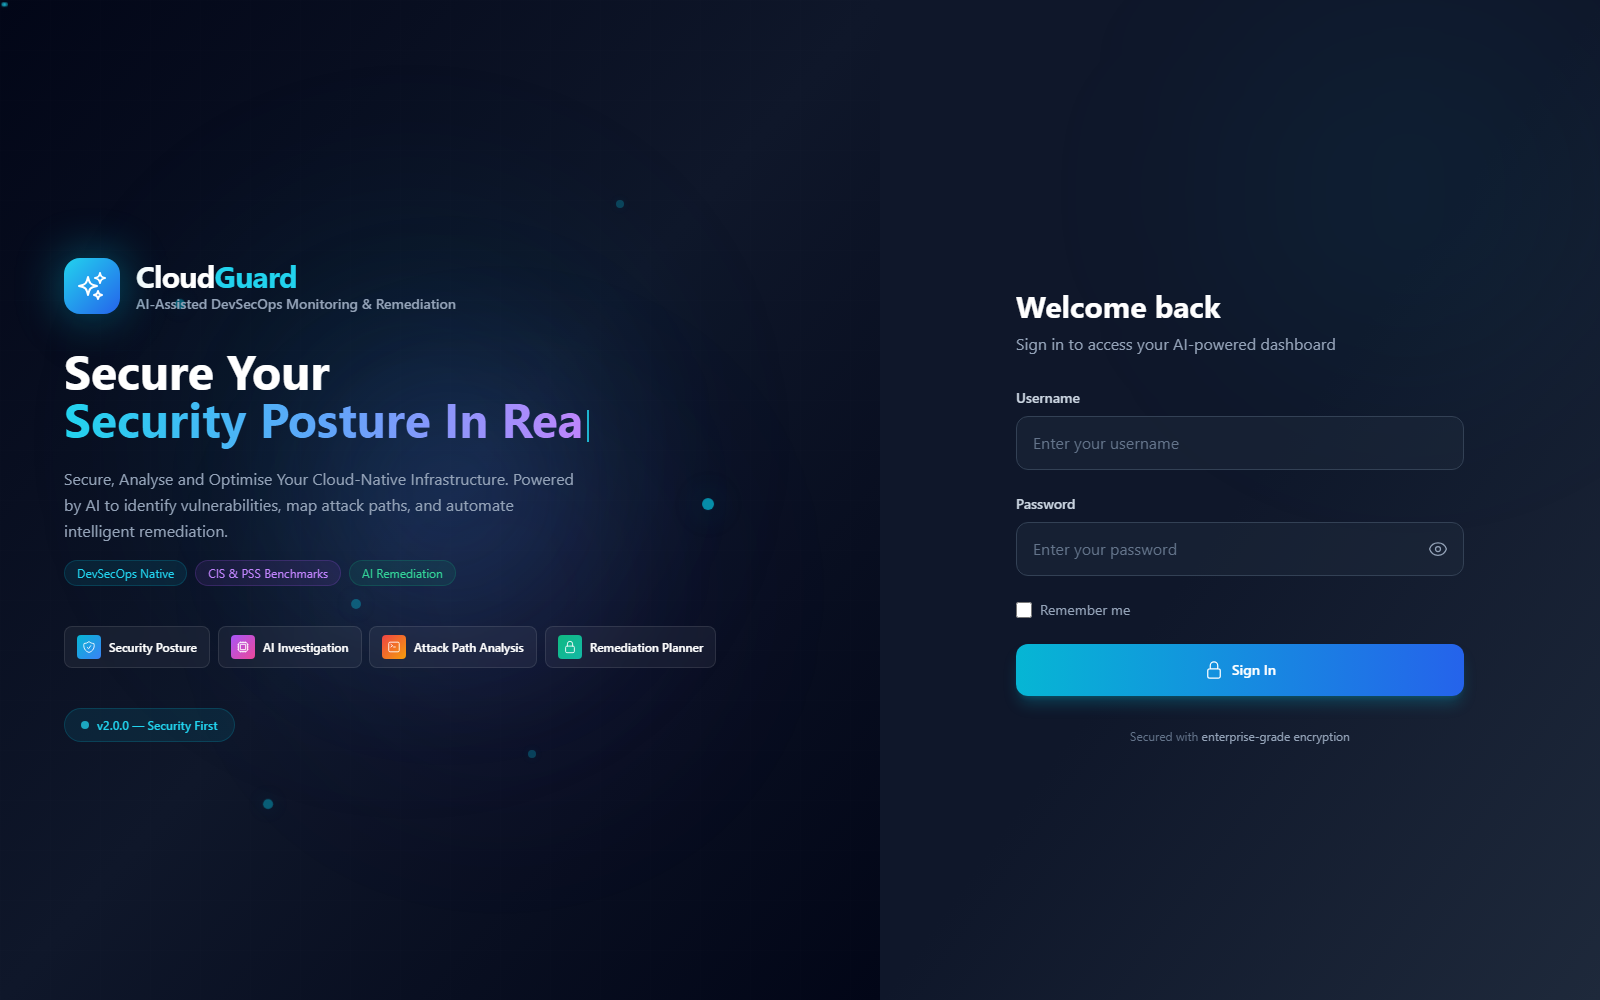 CloudGuard
AI-Assisted DevSecOps Monitoring & Remediation
Secure Your
Security Posture In Rea
Secure, Analyse and Optimise Your Cloud-Native Infrastructure. Powered
by AI to identify vulnerabilities, map attack paths, and automate
intelligent remediation.
DevSecOps Native
CIS & PSS Benchmarks
AI Remediation
Security Posture
AI Investigation
Attack Path Analysis
Remediation Planner
v2.0.0 — Security First
Welcome back
Sign in to access your AI-powered dashboard
Username
Enter your username
Password
Enter your password
Remember me
Sign In
Secured with enterprise-grade encryption